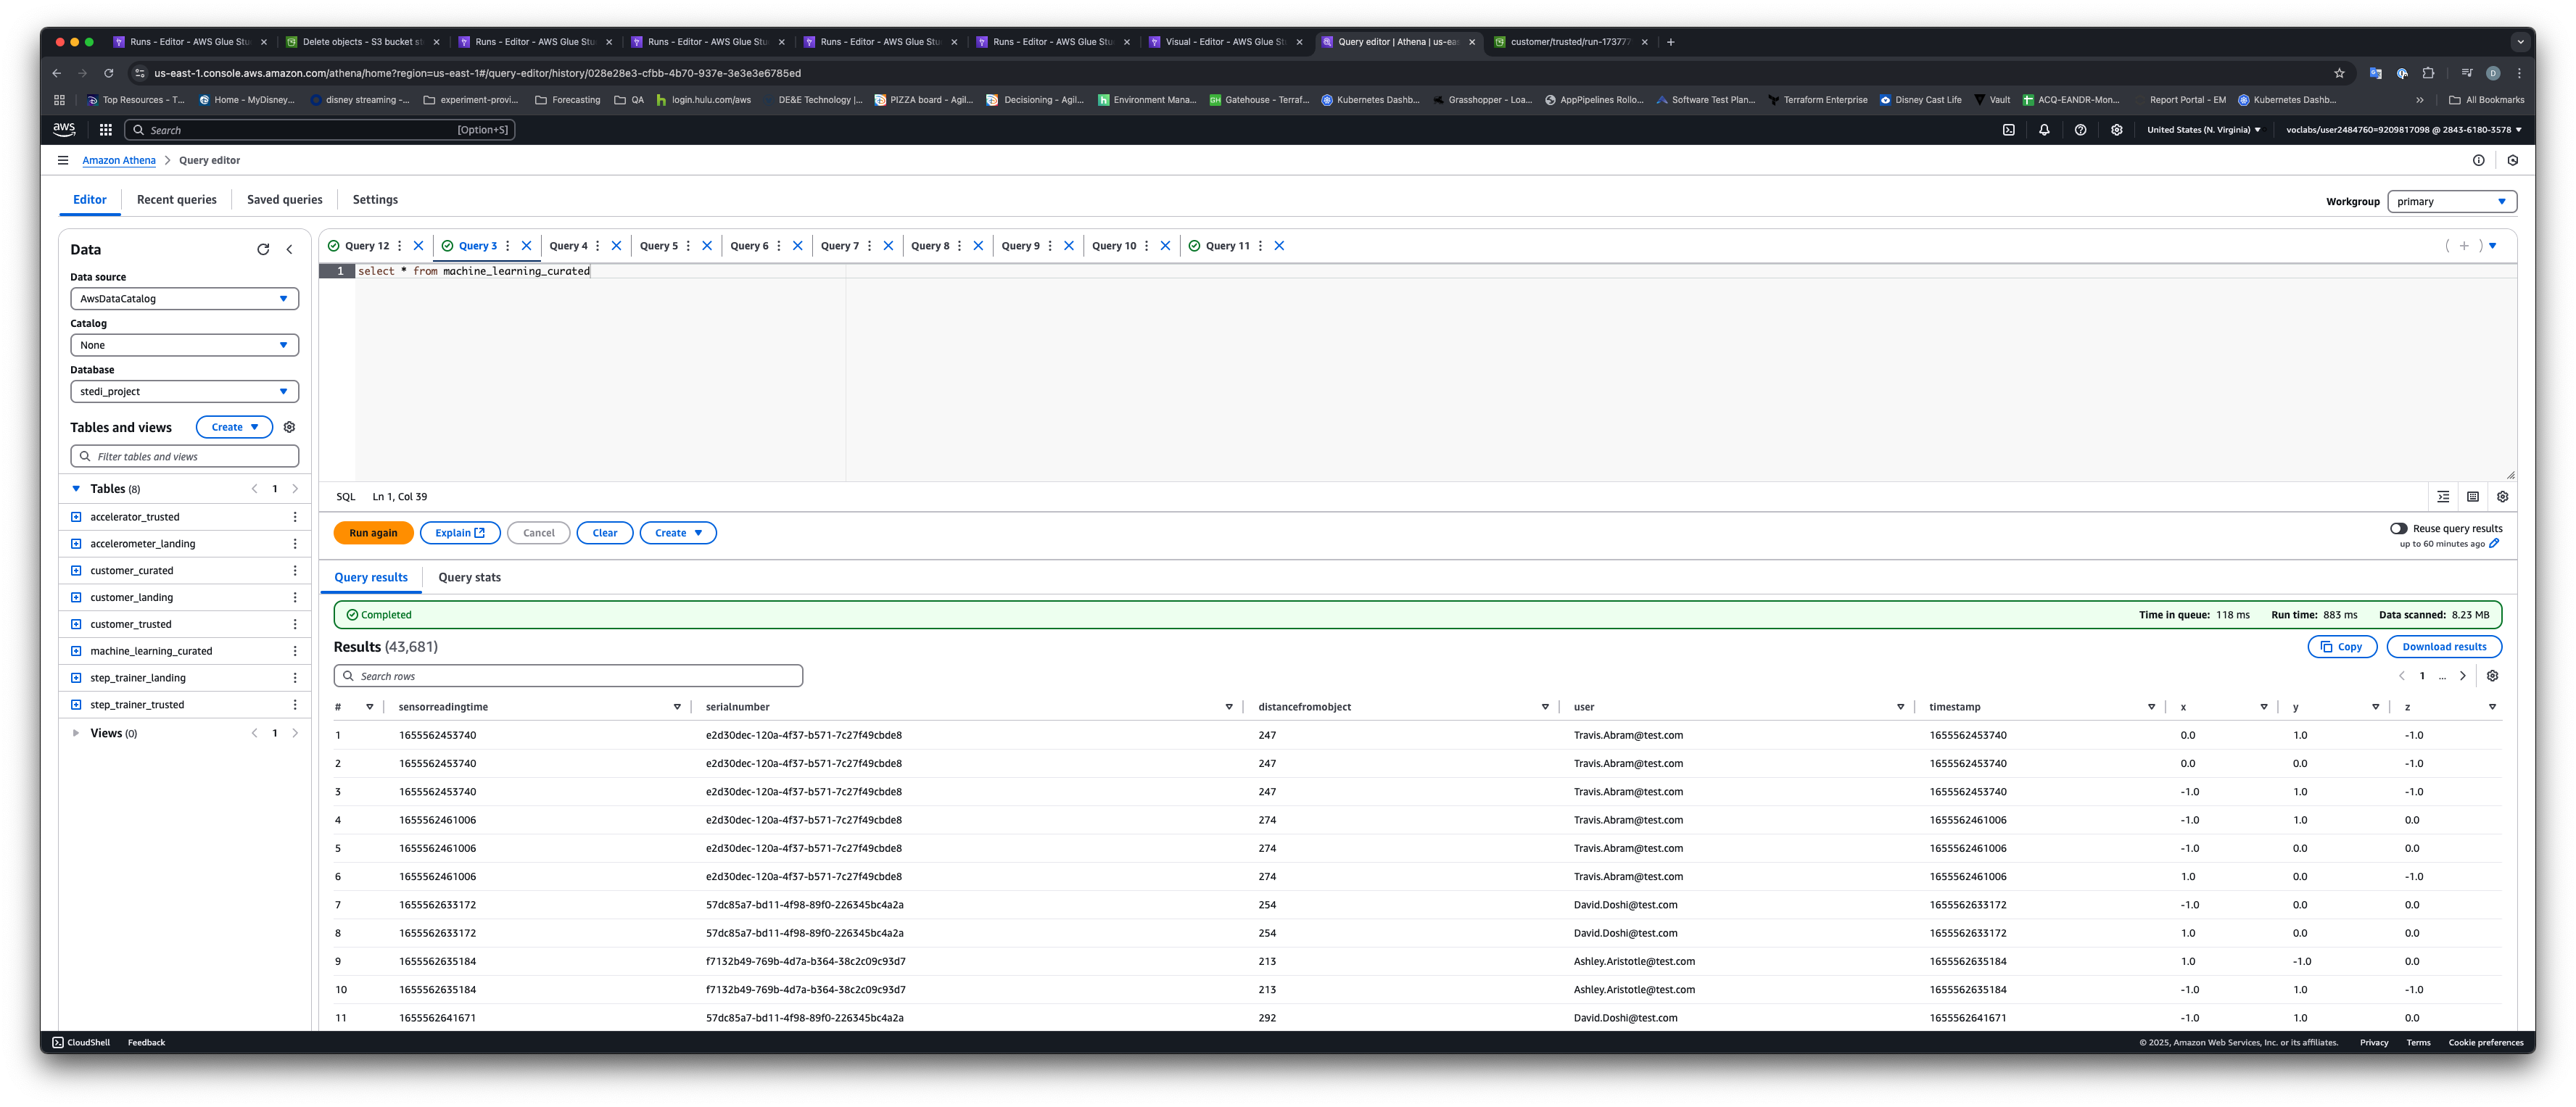 Runs - Editor - AWS Glue Stu
Delete objects - S3 bucket st
Runs - Editor - AWS Glue Stu
Runs - Editor - AWS Glue Stu
Runs - Editor - AWS Glue Stu
Runs - Editor - AWS Glue Stu
Visual - Editor - AWS Glue St
Query editor | Athena | us-eas
customer/trusted/run-173777
us-east-1.console.aws.amazon.com/athena/home?region=us-east-1#/query-editor/history/028e28e3-cfbb-4b70-937e-3e3e3e6785ed
Top Resources - T... Home - MyDisney... disney streaming -... experiment-provi... Forecasting QA login.hulu.com/aws DE&E Technology |... PIZZA board - Agil... Decisioning - Agil... Environment Mana... Gatehouse - Terraf... Kubernetes Dashb... Grasshopper - Loa... AppPipelines Rollo... Software Test Plan... Terraform Enterprise Disney Cast Life Vault ACQ-EANDR-Mon... Report Portal - EM Kubernetes Dashb... All Bookmarks
aws Search [Option+S] United States (N. Virginia) voclabs/user2484760=9209817098 @ 2843-6180-3578
Amazon Athena Query editor
Editor Recent queries Saved queries Settings Workgroup primary
Data
Data source
AwsDataCatalog
Catalog
None
Database
stedi_project
Tables and views Create
Filter tables and views
Tables (8) 1
accelerator_trusted
accelerometer_landing
customer_curated
customer_landing
customer_trusted
machine_learning_curated
step_trainer_landing
step_trainer_trusted
Views (0) 1
Query 12 Query 3 Query 4 Query 5 Query 6 Query 7 Query 8 Query 9 Query 10 Query 11
1 select * from machine_learning_curated
SQL Ln 1, Col 39
Run again Explain Cancel Clear Create
Reuse query results
up to 60 minutes ago
Query results Query stats
Completed Time in queue: 118 ms Run time: 883 ms Data scanned: 8.23 MB
Results (43,681) Copy Download results
Search rows 1 ...
# sensorreadingtime serialnumber distancefromobject user timestamp x y z
1 1655562453740 e2d30dec-120a-4f37-b571-7c27f49cbde8 247 Travis.Abram@test.com 1655562453740 0.0 1.0 -1.0
2 1655562453740 e2d30dec-120a-4f37-b571-7c27f49cbde8 247 Travis.Abram@test.com 1655562453740 0.0 0.0 -1.0
3 1655562453740 e2d30dec-120a-4f37-b571-7c27f49cbde8 247 Travis.Abram@test.com 1655562453740 -1.0 1.0 -1.0
4 1655562461006 e2d30dec-120a-4f37-b571-7c27f49cbde8 274 Travis.Abram@test.com 1655562461006 -1.0 1.0 0.0
5 1655562461006 e2d30dec-120a-4f37-b571-7c27f49cbde8 274 Travis.Abram@test.com 1655562461006 -1.0 0.0 0.0
6 1655562461006 e2d30dec-120a-4f37-b571-7c27f49cbde8 274 Travis.Abram@test.com 1655562461006 1.0 0.0 -1.0
7 1655562633172 57dc85a7-bd11-4f98-89f0-226345bc4a2a 254 David.Doshi@test.com 1655562633172 -1.0 0.0 0.0
8 1655562633172 57dc85a7-bd11-4f98-89f0-226345bc4a2a 254 David.Doshi@test.com 1655562633172 1.0 0.0 0.0
9 1655562635184 f7132b49-769b-4d7a-b364-38c2c09c93d7 213 Ashley.Aristotle@test.com 1655562635184 1.0 -1.0 0.0
10 1655562635184 f7132b49-769b-4d7a-b364-38c2c09c93d7 213 Ashley.Aristotle@test.com 1655562635184 -1.0 1.0 -1.0
11 1655562641671 57dc85a7-bd11-4f98-89f0-226345bc4a2a 292 David.Doshi@test.com 1655562641671 -1.0 1.0 0.0
CloudShell Feedback © 2025, Amazon Web Services, Inc. or its affiliates. Privacy Terms Cookie preferences